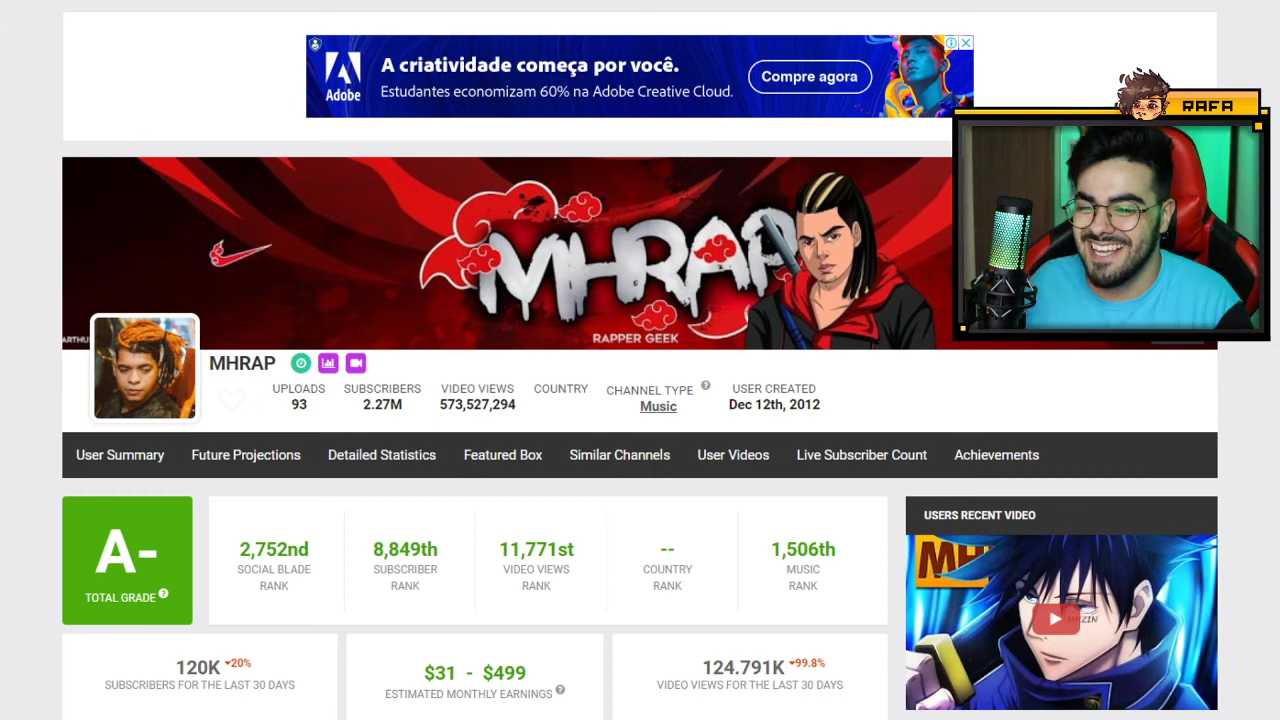 A criatividade começa por você.
Estudantes economizam 60% na Adobe Creative Cloud.
Adobe
Compre agora
RAFA
MHRAP
RAPPER GEEK
ARTHU
MHRAP
UPLOADS
93
SUBSCRIBERS
2.27M
VIDEO VIEWS
573,527,294
COUNTRY
CHANNEL TYPE
Music
USER CREATED
Dec 12th, 2012
User Summary
Future Projections
Detailed Statistics
Featured Box
Similar Channels
User Videos
Live Subscriber Count
Achievements
A-
TOTAL GRADE
2,752nd
SOCIAL BLADE
RANK
8,849th
SUBSCRIBER
RANK
11,771st
VIDEO VIEWS
RANK
--
COUNTRY
RANK
1,506th
MUSIC
RANK
USERS RECENT VIDEO
MH
120K -20%
SUBSCRIBERS FOR THE LAST 30 DAYS
$31 - $499
ESTIMATED MONTHLY EARNINGS
124.791K -99.8%
VIDEO VIEWS FOR THE LAST 30 DAYS